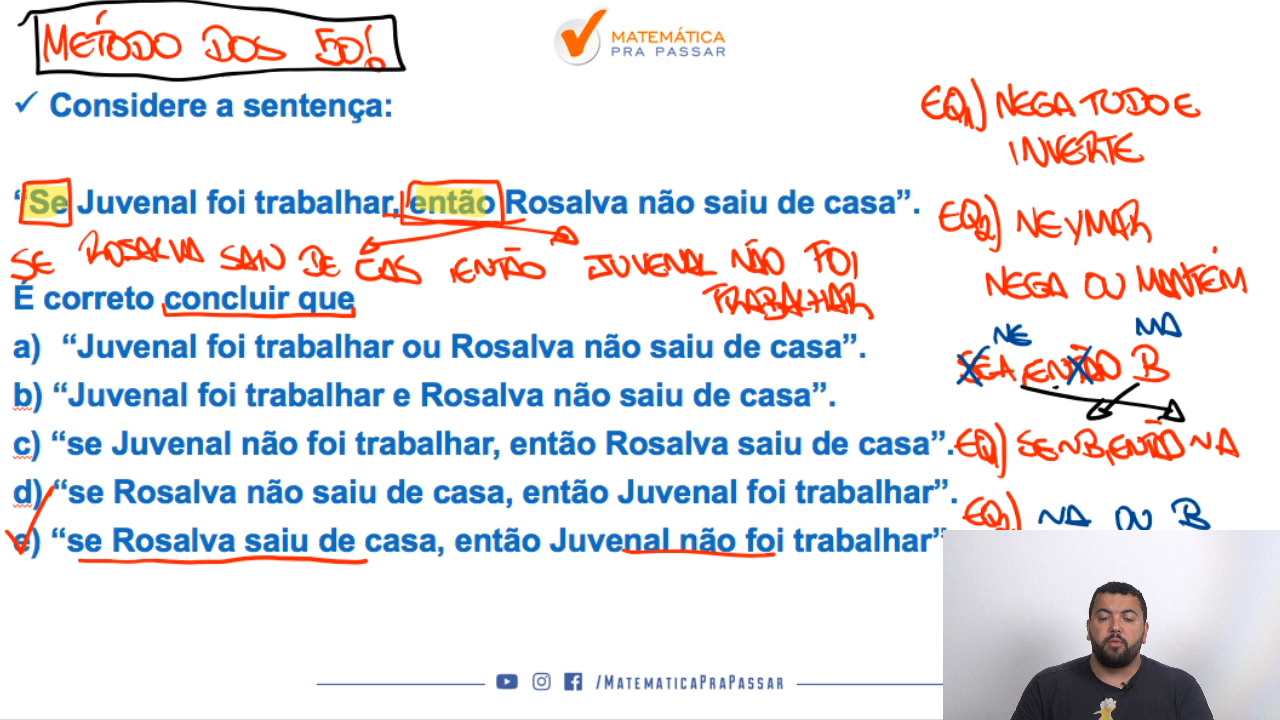 MÉTODO DOS 50!
MATEMÁTICA
PRA PASSAR
✓ Considere a sentença:
EQ1) NEGA TUDO E
INVERTE
“Se Juvenal foi trabalhar, então Rosalva não saiu de casa”.
EQ2) NEYMAR
NEGA OU MANTÉM
SE ROSALVA SAIU DE CAS ENTÃO JUVENAL NÃO FOI
TRABALHAR
É correto concluir que
NE MA
SE A ENTÃO B
a) “Juvenal foi trabalhar ou Rosalva não saiu de casa”.
b) “Juvenal foi trabalhar e Rosalva não saiu de casa”.
c) “se Juvenal não foi trabalhar, então Rosalva saiu de casa”.
EQ1) SE NB, ENTÃO NA
d) “se Rosalva não saiu de casa, então Juvenal foi trabalhar”.
EQ2) NA OU B
e) “se Rosalva saiu de casa, então Juvenal não foi trabalhar”
/MATEMATICAPRAPASSAR